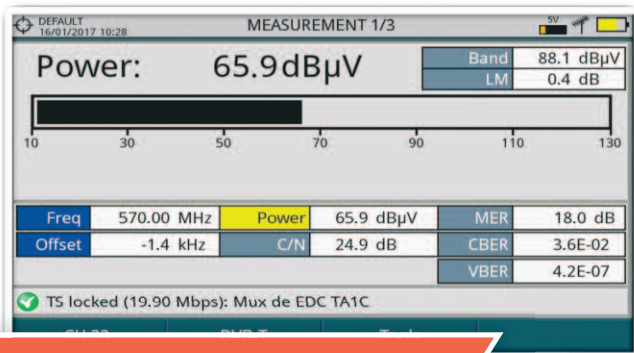 DEFAULT
16/01/2017 10:28
MEASUREMENT 1/3
5V
Power: 65.9dBµV
Band 88.1 dBµV
LM 0.4 dB
10 30 50 70 90 110 130
Freq 570.00 MHz Power 65.9 dBµV MER 18.0 dB
Offset -1.4 kHz C/N 24.9 dB CBER 3.6E-02
VBER 4.2E-07
TS locked (19.90 Mbps): Mux de EDC TA1C